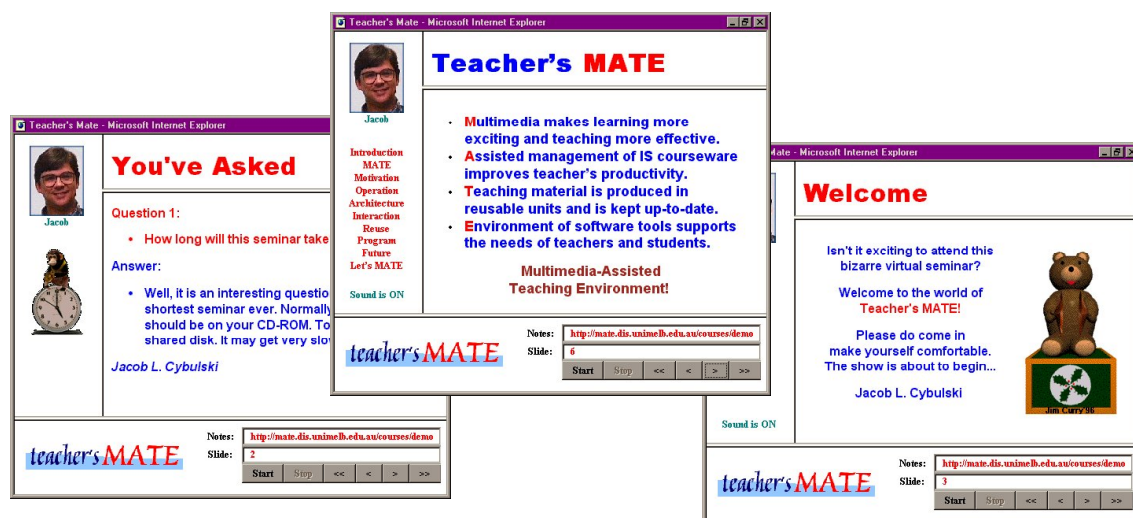 Teacher's Mate - Microsoft Internet Explorer
Jacob
You've Asked
Question 1:
• How long will this seminar take
Answer:
• Well, it is an interesting questio
shortest seminar ever. Normally
should be on your CD-ROM. To
shared disk. It may get very slo
Jacob L. Cybulski
teacher's MATE
Notes: http://mate.dis.unimelb.edu.au/courses/demo
Slide: 2
Start Stop << < > >>
Teacher's Mate - Microsoft Internet Explorer
Jacob
Introduction
MATE
Motivation
Operation
Architecture
Interaction
Reuse
Program
Future
Let's MATE
Sound is ON
Teacher's MATE
• Multimedia makes learning more
exciting and teaching more effective.
• Assisted management of IS courseware
improves teacher's productivity.
• Teaching material is produced in
reusable units and is kept up-to-date.
• Environment of software tools supports
the needs of teachers and students.
Multimedia-Assisted
Teaching Environment!
teacher's MATE
Notes: http://mate.dis.unimelb.edu.au/courses/demo
Slide: 6
Start Stop << < > >>
Mate - Microsoft Internet Explorer
Welcome
Isn't it exciting to attend this
bizarre virtual seminar?
Welcome to the world of
Teacher's MATE!
Please do come in
make yourself comfortable.
The show is about to begin...
Jacob L. Cybulski
Jim Curry'96
Sound is ON
teacher's MATE
Notes: http://mate.dis.unimelb.edu.au/courses/demo
Slide: 3
Start Stop << < > >>